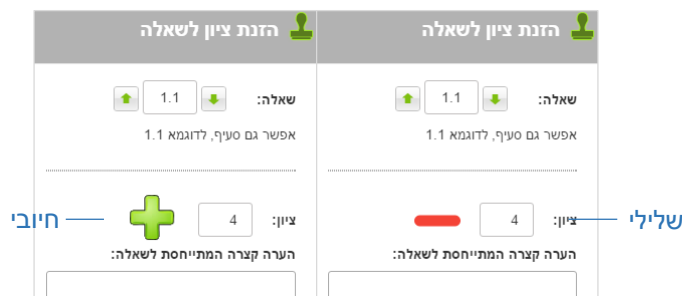 הזנת ציון לשאלה
שאלה: 1.1
אפשר גם סעיף, לדוגמא 1.1
ציון: 4
שלילי
הערה קצרה המתייחסת לשאלה:
הזנת ציון לשאלה
שאלה: 1.1
אפשר גם סעיף, לדוגמא 1.1
ציון: 4
חיובי
הערה קצרה המתייחסת לשאלה: